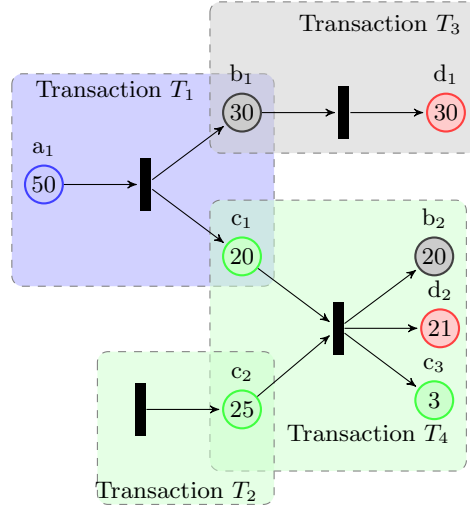 Transaction T₃
b₁
d₁
Transaction T₁
30
30
a₁
50
c₁
b₂
20
20
d₂
21
c₂
c₃
25
3
Transaction T₄
Transaction T₂